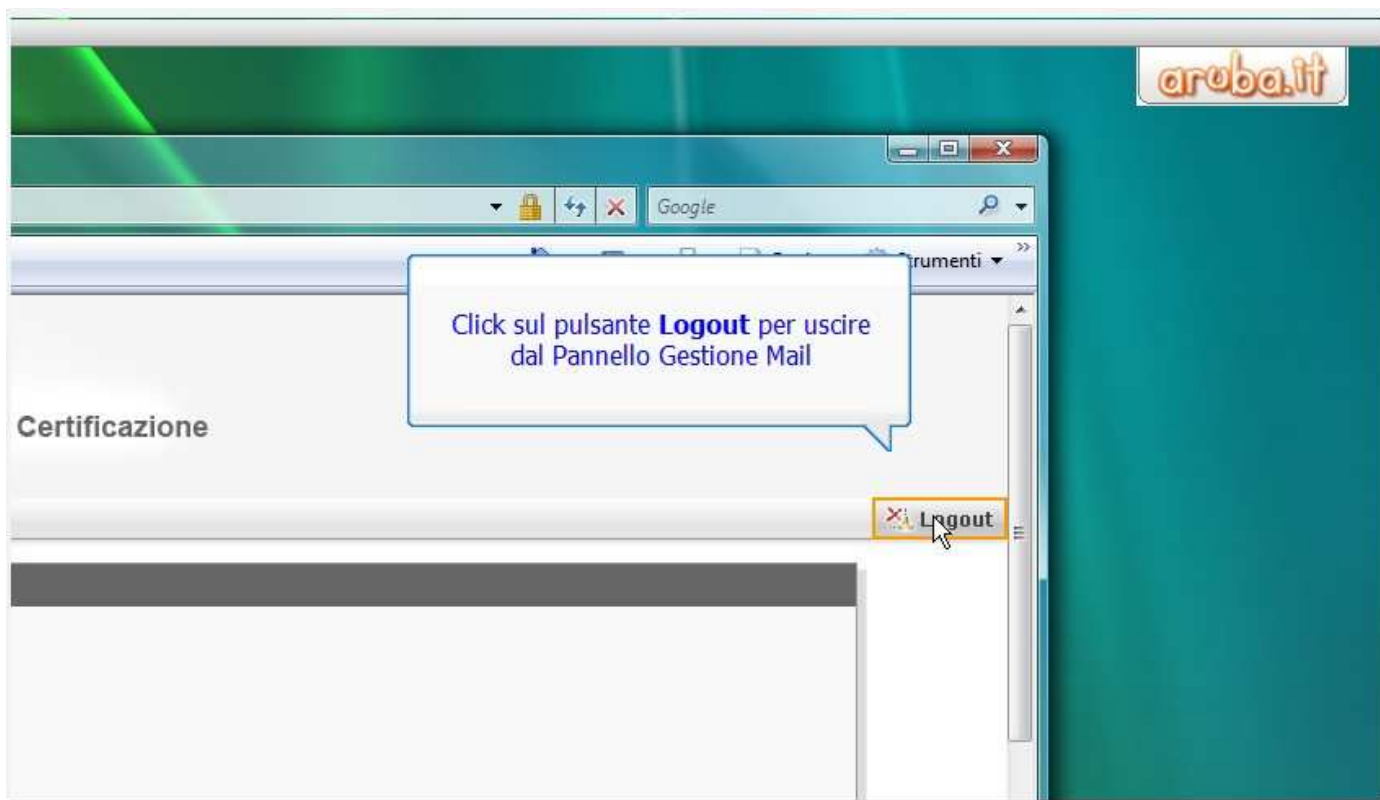 aruba.it
Google
Strumenti
Click sul pulsante Logout per uscire
dal Pannello Gestione Mail
Certificazione
Logout